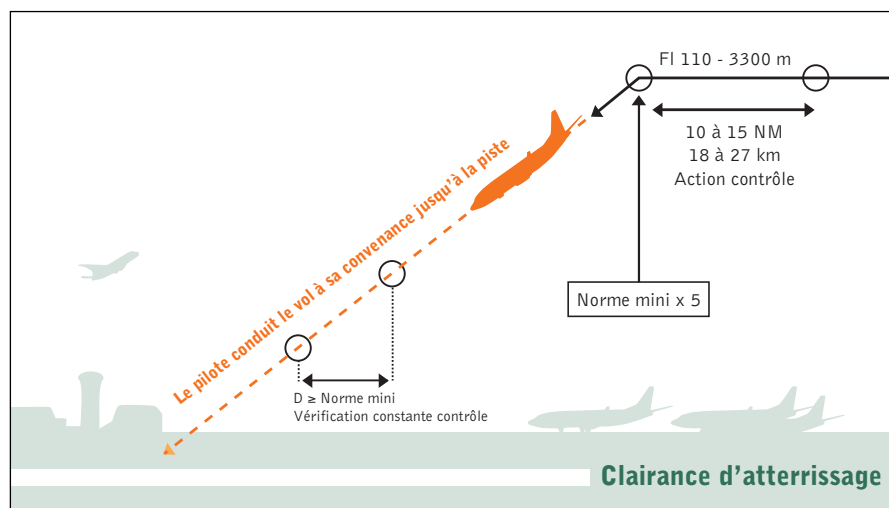 Fl 110 - 3300 m
10 à 15 NM
18 à 27 km
Action contrôle
Le pilote conduit le vol à sa convenance jusqu'à la piste
Norme mini x 5
D ≥ Norme mini
Vérification constante contrôle
Clairance d'atterrissage